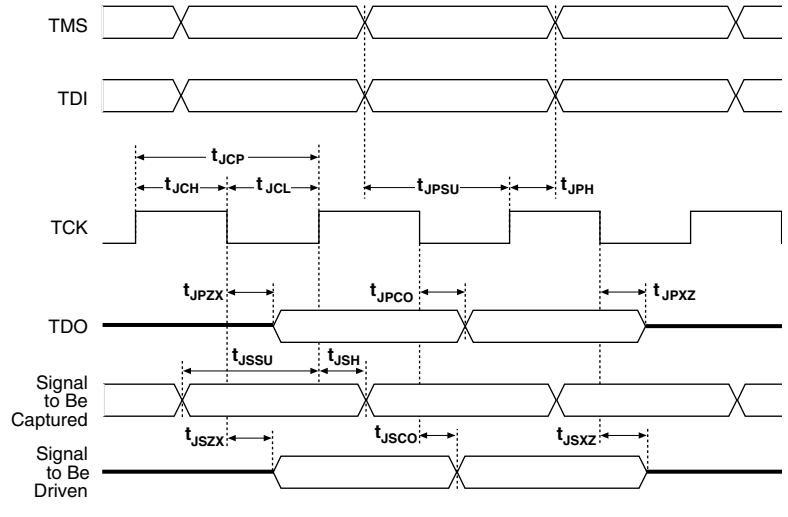 TMS
TDI
tJCP
tJCH
tJCL
tJPSU
tJPH
TCK
tJPZX
tJPCO
tJPXZ
TDO
tJSSU
tJSH
Signal
to Be
Captured
tJSZX
tJSCO
tJSXZ
Signal
to Be
Driven